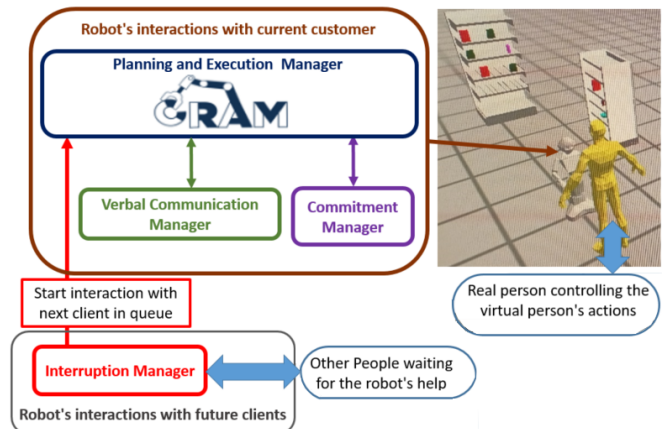 Robot's interactions with current customer
Planning and Execution Manager
CRAM
Verbal Communication
Manager
Commitment
Manager
Start interaction with
next client in queue
Real person controlling the
virtual person's actions
Interruption Manager
Other People waiting
for the robot's help
Robot's interactions with future clients